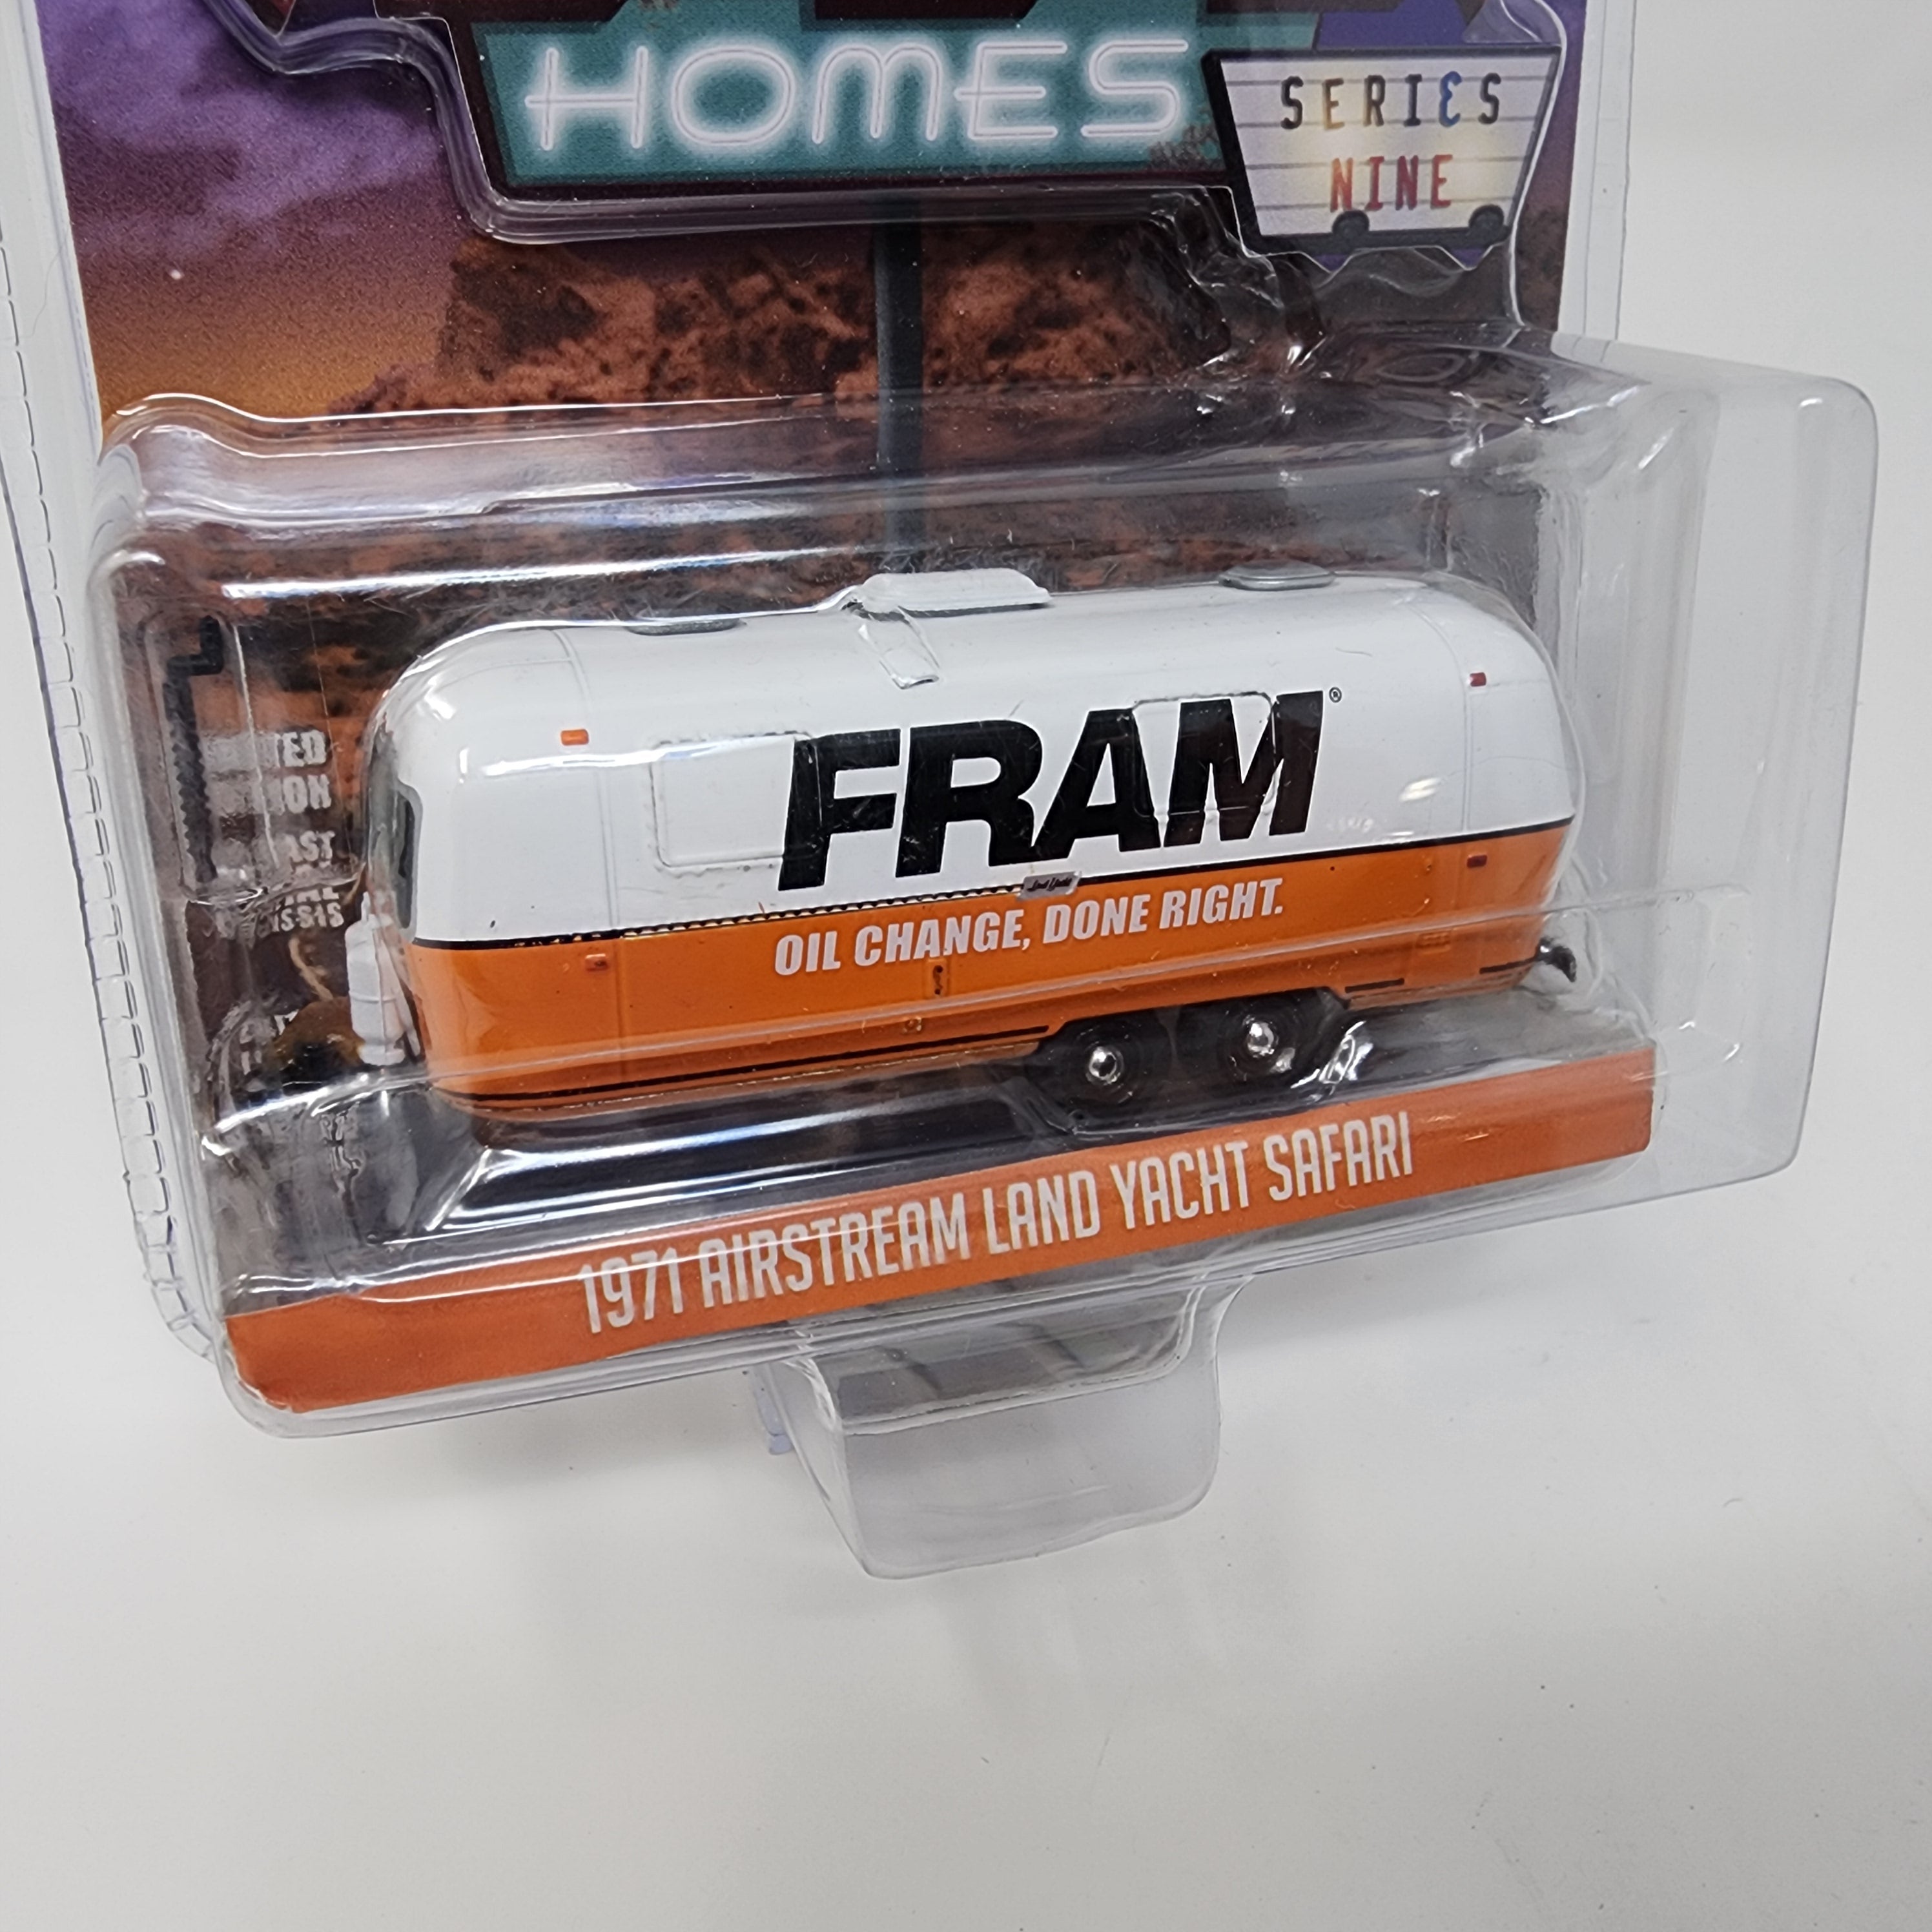 HOMES
SERIES
NINE
FRAM®
OIL CHANGE, DONE RIGHT.
1971 AIRSTREAM LAND YACHT SAFARI